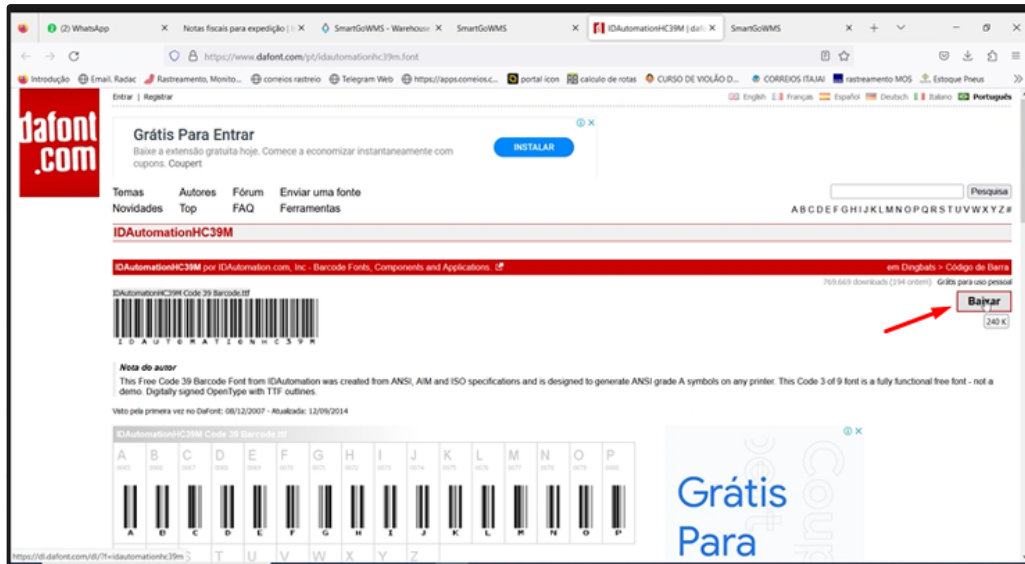 (2) WhatsApp
Notas fiscais para expedição |
SmartGoWMS - Warehouse
SmartGoWMS
IDAutomationHC39M | daf
SmartGoWMS
https://www.dafont.com/pt/idautomationhc39m.font
Introdução
Email. Radac
Rastreamento, Monito...
correios rastreio
Telegram Web
https://apps.correios.c...
portal icon
calculo de rotas
CURSO DE VIOLÃO D...
CORREIOS ITAJAI
rastreamento MOS
Estoque Pneus
Entrar | Registrar
English Français Español Deutsch Italiano Português
dafont
.com
Grátis Para Entrar
Baixe a extensão gratuita hoje. Comece a economizar instantaneamente com
cupons. Coupert
INSTALAR
Temas Autores Fórum Enviar uma fonte
Novidades Top FAQ Ferramentas
Pesquisa
A B C D E F G H I J K L M N O P Q R S T U V W X Y Z #
IDAutomationHC39M
IDAutomationHC39M por IDAutomation.com, Inc - Barcode Fonts, Components and Applications.
em Dingbats > Código de Barra
769.669 downloads (194 ontem) Grátis para uso pessoal
IDAutomationHC39M Code 39 Barcode.ttf
I D A U T O M A T I O N H C 3 9 M
Baixar
240 K
Nota do autor
This Free Code 39 Barcode Font from IDAutomation was created from ANSI, AIM and ISO specifications and is designed to generate ANSI grade A symbols on any printer. This Code 3 of 9 font is a fully functional free font - not a
demo. Digitally signed OpenType with TTF outlines.
Visto pela primeira vez no DaFont: 08/12/2007 - Atualizada: 12/09/2014
IDAutomationHC39M Code 39 Barcode.ttf
A B C D E F G H I J K L M N O P
A B C D E F G H I J K L M N O P
S T U V W X Y Z
Grátis
Para
https://dl.dafont.com/dl/?f=idautomationhc39m